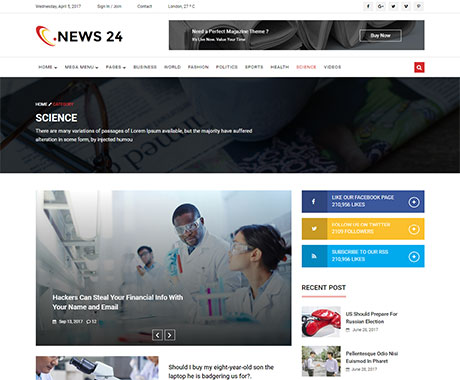 Wednesday, April 5, 2017 Sign in / Join Contact London, 27 °C
NEWS 24
Need a Perfect Magazine Theme ?
It's Live Now. Value Your Time
Buy Now
HOME MEGA MENU PAGES BUSINESS WORLD FASHION POLITICS SPORTS HEALTH SCIENCE VIDEOS
HOME CATEGORY
SCIENCE
There are many variations of passages of Lorem Ipsum available, but the majority have suffered
alteration in some form, by injected humou
LIKE OUR FACEBOOK PAGE
210,956 LIKES
FOLLOW US ON TWITTER
FOLLOWERS
SUBSCRIBE TO OUR RSS
210,956 LIKES
Hackers Can Steal Your Financial Info With
Your Name and Email
Sep 13, 2017 52
RECENT POST
US Should Prepare For
Russian Election
June 28, 2017
Should I buy my eight-year-old son the
laptop he is badgering us for?.
Pellentesque Odio Nisi
Euismod In Pharet
June 28, 2017